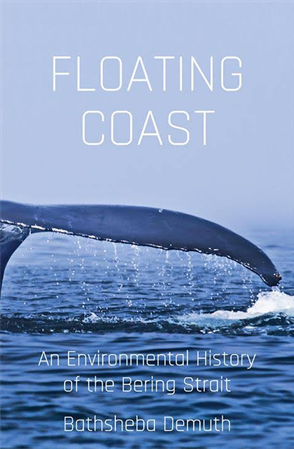 FLOATING
COAST
An Environmental History
of the Bering Strait
Bathsheba Demuth